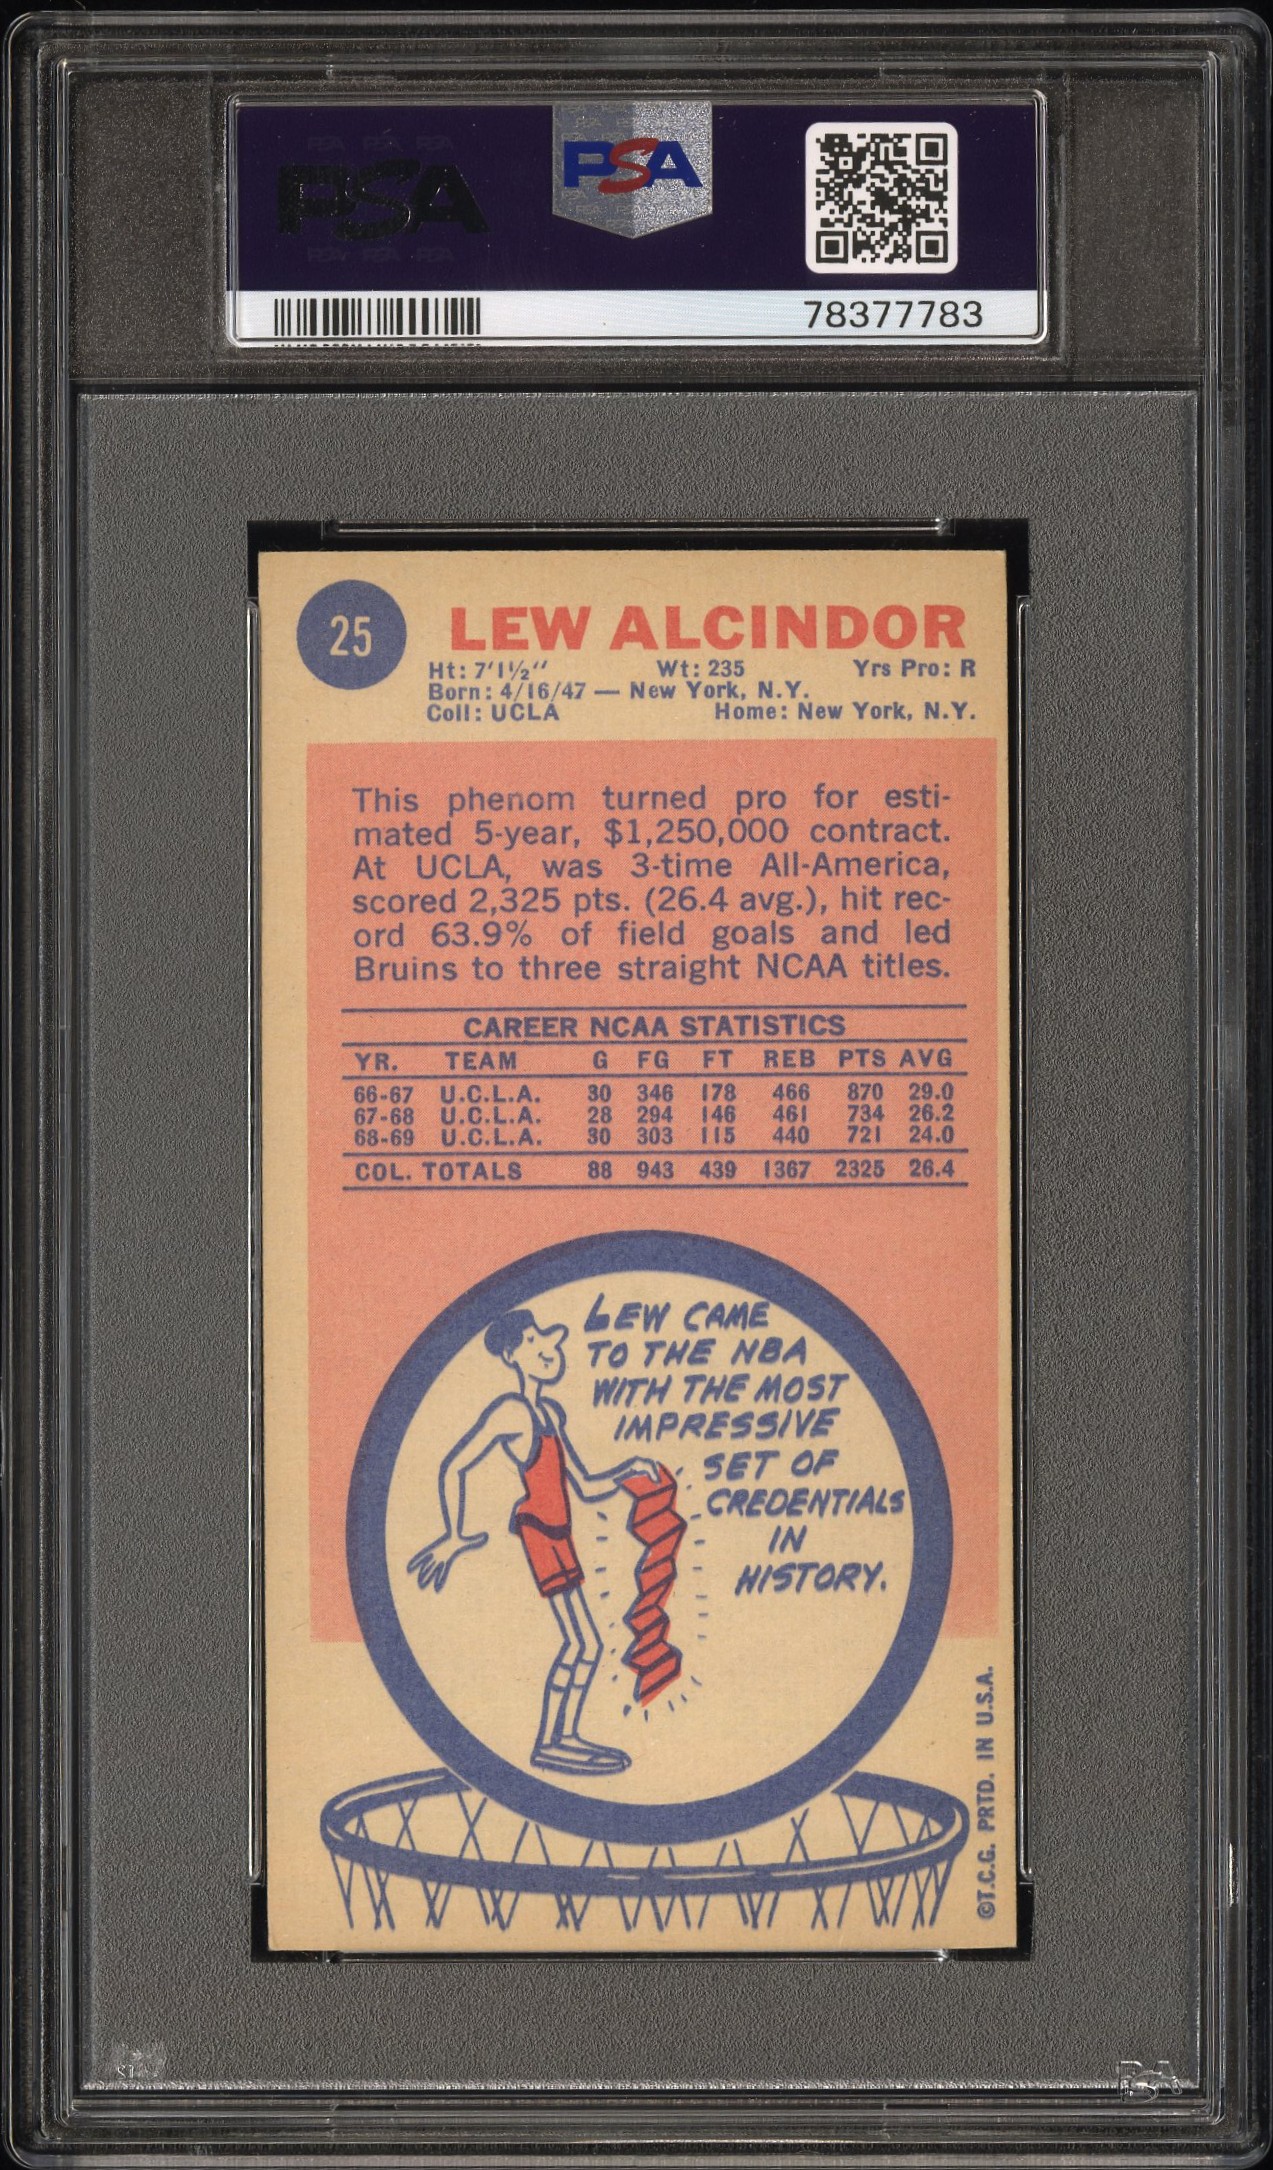 PSA
PSA
78377783
25
LEW ALCINDOR
Ht: 7'1½" Wt: 235 Yrs Pro: R
Born: 4/16/47 — New York, N.Y.
Coll: UCLA Home: New York, N.Y.
This phenom turned pro for esti-
mated 5-year, $1,250,000 contract.
At UCLA, was 3-time All-America,
scored 2,325 pts. (26.4 avg.), hit rec-
ord 63.9% of field goals and led
Bruins to three straight NCAA titles.
CAREER NCAA STATISTICS
YR. TEAM G FG FT REB PTS AVG
66-67 U.C.L.A. 30 346 178 466 870 29.0
67-68 U.C.L.A. 28 294 146 461 734 26.2
68-69 U.C.L.A. 30 303 115 440 721 24.0
COL. TOTALS 88 943 439 1367 2325 26.4
LEW CAME
TO THE NBA
WITH THE MOST
IMPRESSIVE
SET OF
CREDENTIALS
IN
HISTORY.
©T.C.G. PRTD. IN U.S.A.
PSA